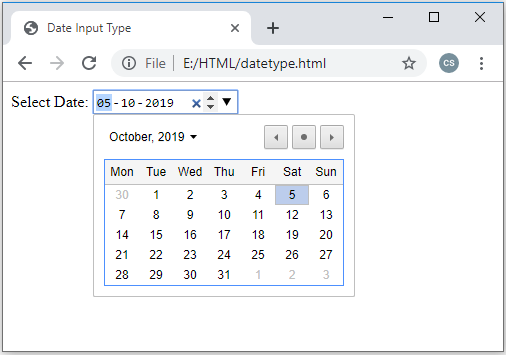 Date Input Type
File | E:/HTML/datetype.html
CS
Select Date: 05-10-2019
October, 2019
Mon Tue Wed Thu Fri Sat Sun
30 1 2 3 4 5 6
7 8 9 10 11 12 13
14 15 16 17 18 19 20
21 22 23 24 25 26 27
28 29 30 31 1 2 3